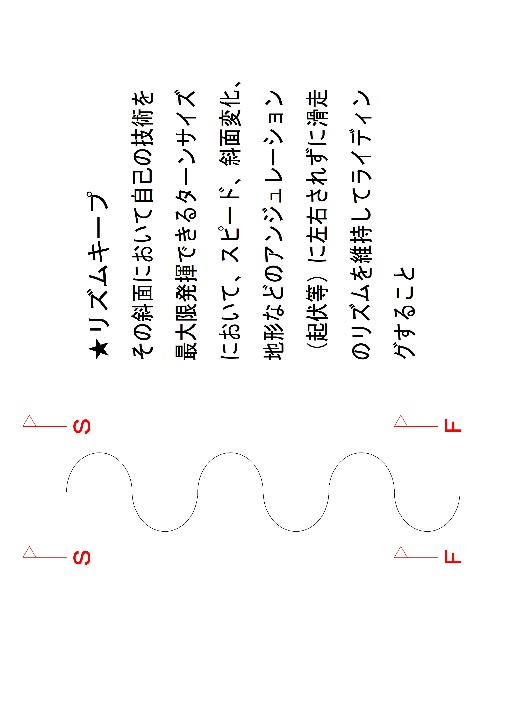 ★リズムキープ
その斜面において自己の技術を
最大限発揮できるターンサイズ
において、スピード、斜面変化、
地形などのアンジュレーション
（起伏等）に左右されずに滑走
のリズムを維持してライディン
グすること
S
F
S
F